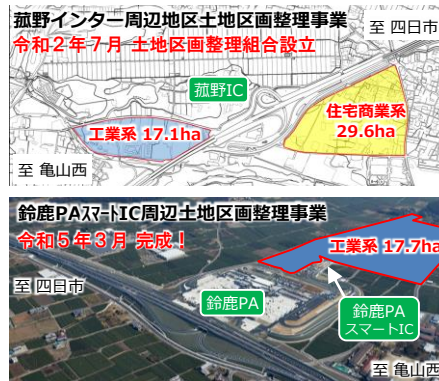 菰野インター周辺地区土地区画整理事業
令和２年７月 土地区画整理組合設立
至 四日市
菰野IC
工業系 17.1ha
住宅商業系
29.6ha
至 亀山西
鈴鹿PAｽﾏｰﾄIC周辺土地区画整理事業
令和５年３月 完成！
工業系 17.7ha
至 四日市
鈴鹿PA
鈴鹿PA
スマートIC
至 亀山西